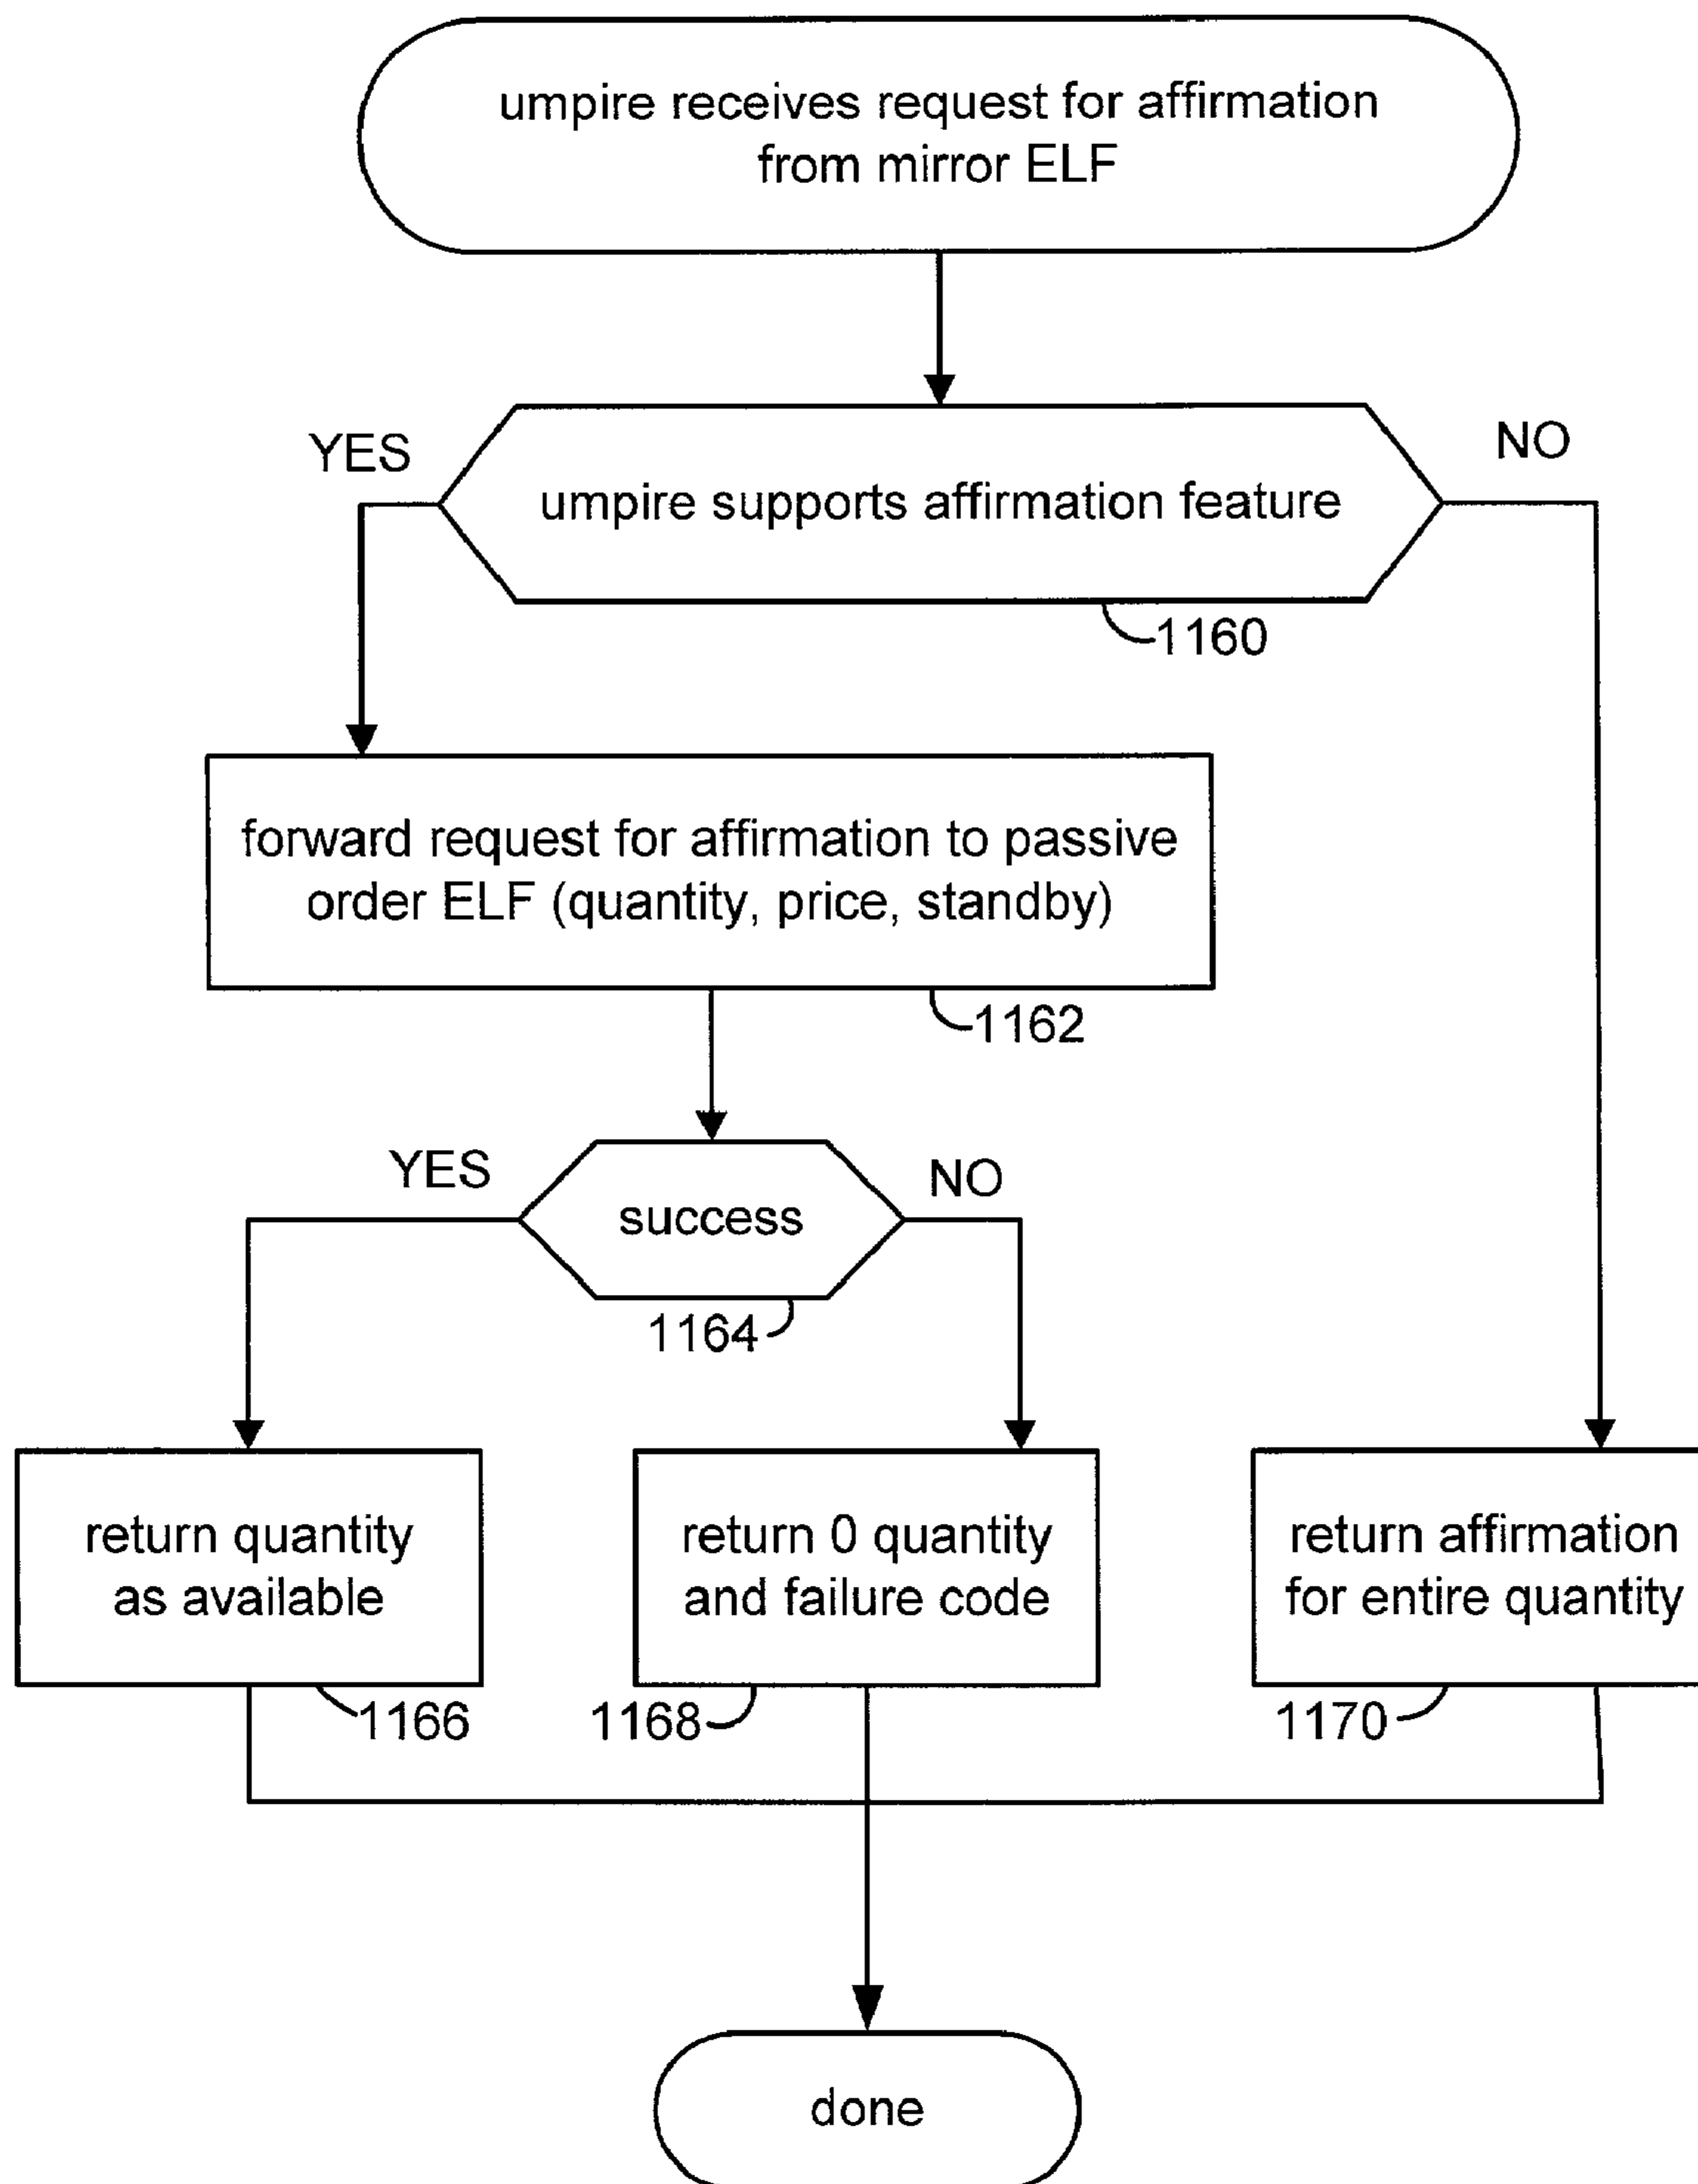 umpire receives request for affirmation
from mirror ELF
YES
NO
umpire supports affirmation feature
1160
forward request for affirmation to passive
order ELF (quantity, price, standby)
1162
YES
NO
success
1164
return quantity
as available
return 0 quantity
and failure code
return affirmation
for entire quantity
1166
1168
1170
done